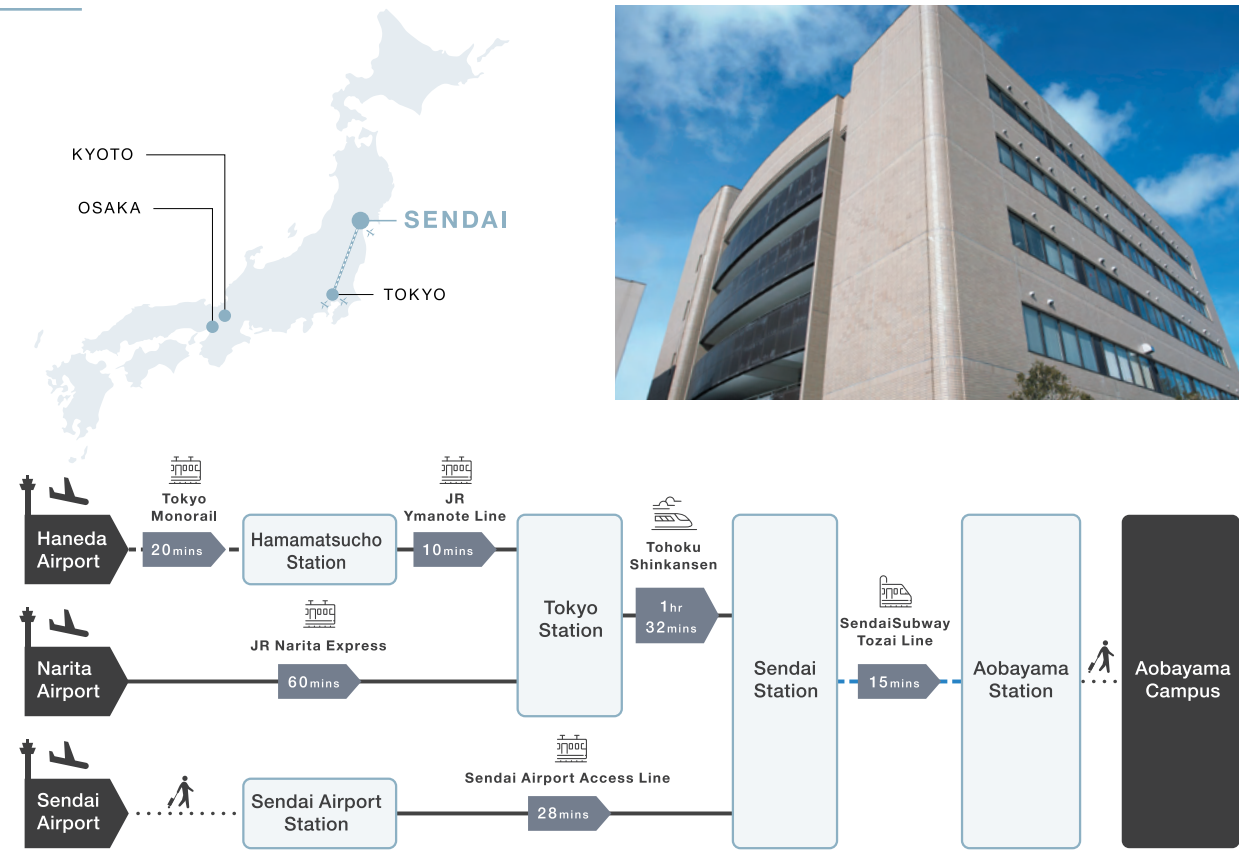 KYOTO
OSAKA
SENDAI
TOKYO
Tokyo
Monorail
JR
Ymanote Line
Haneda
Airport
20mins
Hamamatsucho
Station
10mins
Tohoku
Shinkansen
1hr
32mins
Tokyo
Station
JR Narita Express
Narita
Airport
60mins
Sendai
Station
SendaiSubway
Tozai Line
15mins
Aobayama
Station
Aobayama
Campus
Sendai Airport Access Line
Sendai
Airport
Sendai Airport
Station
28mins